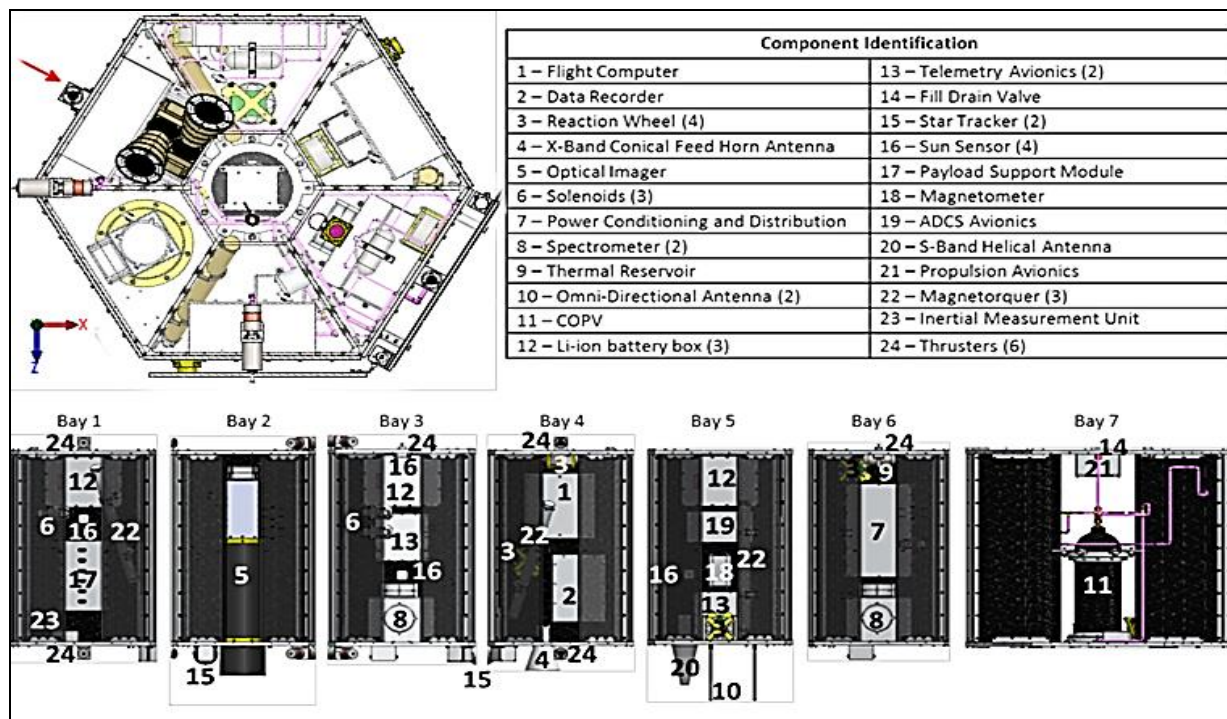 Component Identification
1 – Flight Computer
13 – Telemetry Avionics (2)
2 – Data Recorder
14 – Fill Drain Valve
3 – Reaction Wheel (4)
15 – Star Tracker (2)
4 – X-Band Conical Feed Horn Antenna
16 – Sun Sensor (4)
5 – Optical Imager
17 – Payload Support Module
6 – Solenoids (3)
18 – Magnetometer
7 – Power Conditioning and Distribution
19 – ADCS Avionics
8 – Spectrometer (2)
20 – S-Band Helical Antenna
9 – Thermal Reservoir
21 – Propulsion Avionics
10 – Omni-Directional Antenna (2)
22 – Magnetorquer (3)
11 – COPV
23 – Inertial Measurement Unit
12 – Li-ion battery box (3)
24 – Thrusters (6)
X
Z
Bay 1
24
12
6
16
22
17
23
24
Bay 2
5
15
Bay 3
24
16
12
6
13
16
8
15
Bay 4
24
3
1
22
3
2
4
24
Bay 5
12
19
16
18
22
13
20
10
Bay 6
24
9
7
8
Bay 7
14
21
11